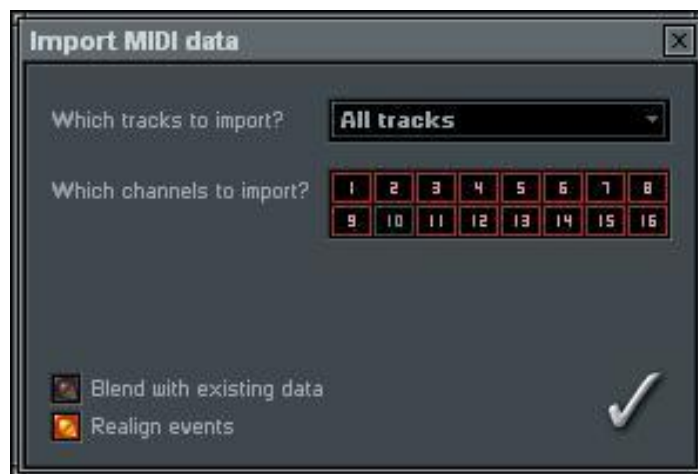 Import MIDI data
Which tracks to import? All tracks
Which channels to import? 1 2 3 4 5 6 7 8
9 10 11 12 13 14 15 16
Blend with existing data
Realign events